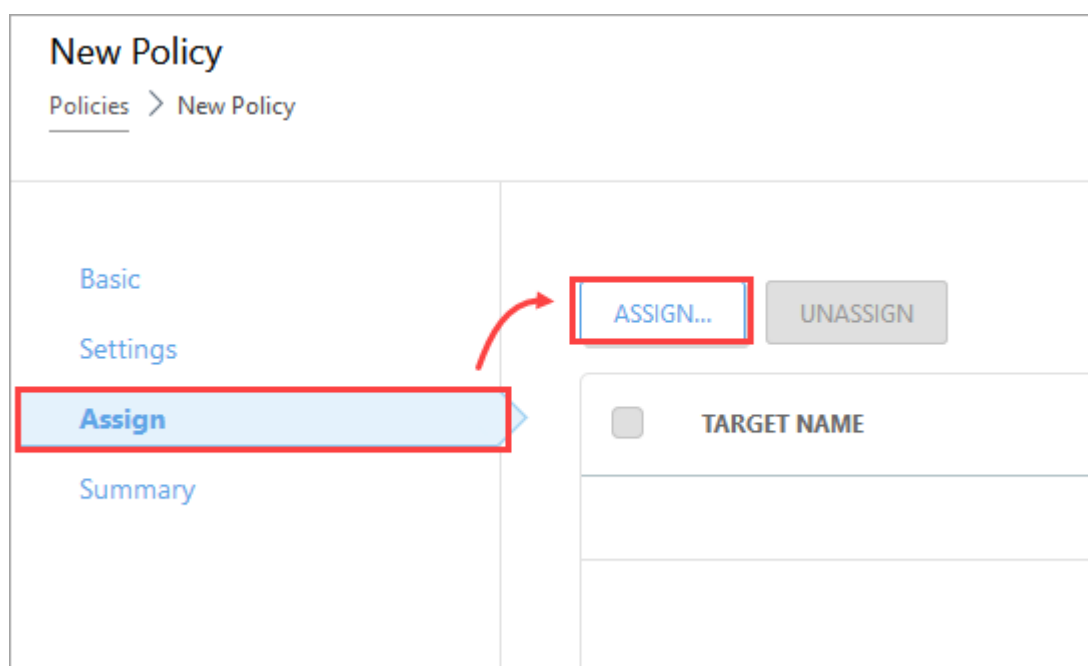 New Policy
Policies > New Policy
Basic
Settings
Assign
Summary
ASSIGN... UNASSIGN
TARGET NAME